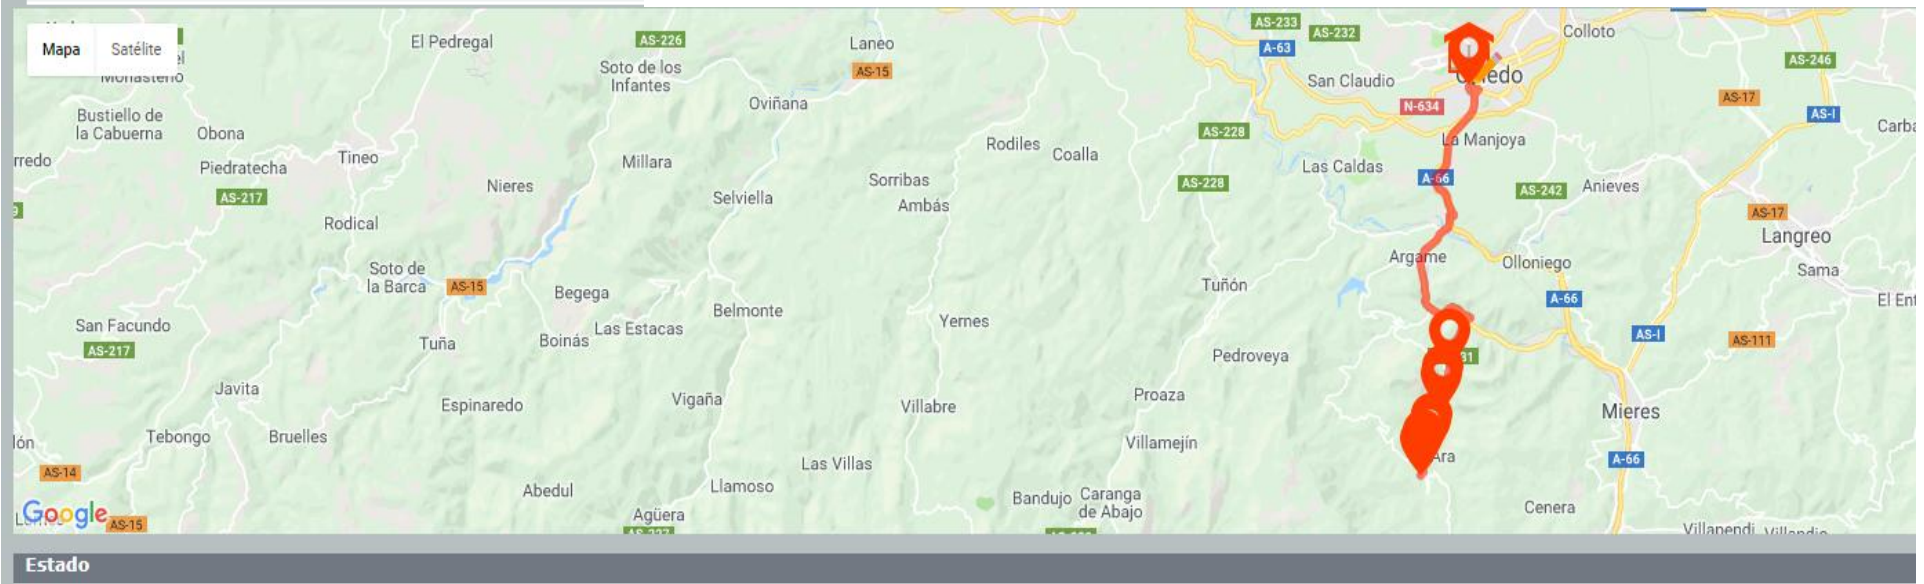 Mapa
Satélite
El Pedregal
AS-226
Laneo
AS-15
Soto de los
Infantes
Oviñana
Bustiello de
la Cabuerna
Obona
Piedratecha
Tineo
AS-217
Nieres
Millara
Selviella
Sorribas
Ambás
Rodiles
Coalla
AS-233
A-63
AS-232
San Claudio
N-634
AS-228
AS-228
Colloto
AS-246
AS-17
AS-I
La Manjoya
Las Caldas
A-66
AS-242
Anieves
AS-17
Langreo
Sama
Rodical
Soto de
la Barca
AS-15
Begega
Belmonte
Tuñón
Argame
Olloniego
A-66
San Facundo
AS-217
Tuña
Boinás
Las Estacas
Yernes
Pedroveya
AS-I
AS-111
Javita
Espinaredo
Vigaña
Villabre
Proaza
Mieres
Tebongo
Bruelles
Villamejín
AS-14
Las Villas
A-66
Abedul
Llamoso
Bandujo
Caranga
de Abajo
Cenera
Google
AS-15
Agüera
Estado